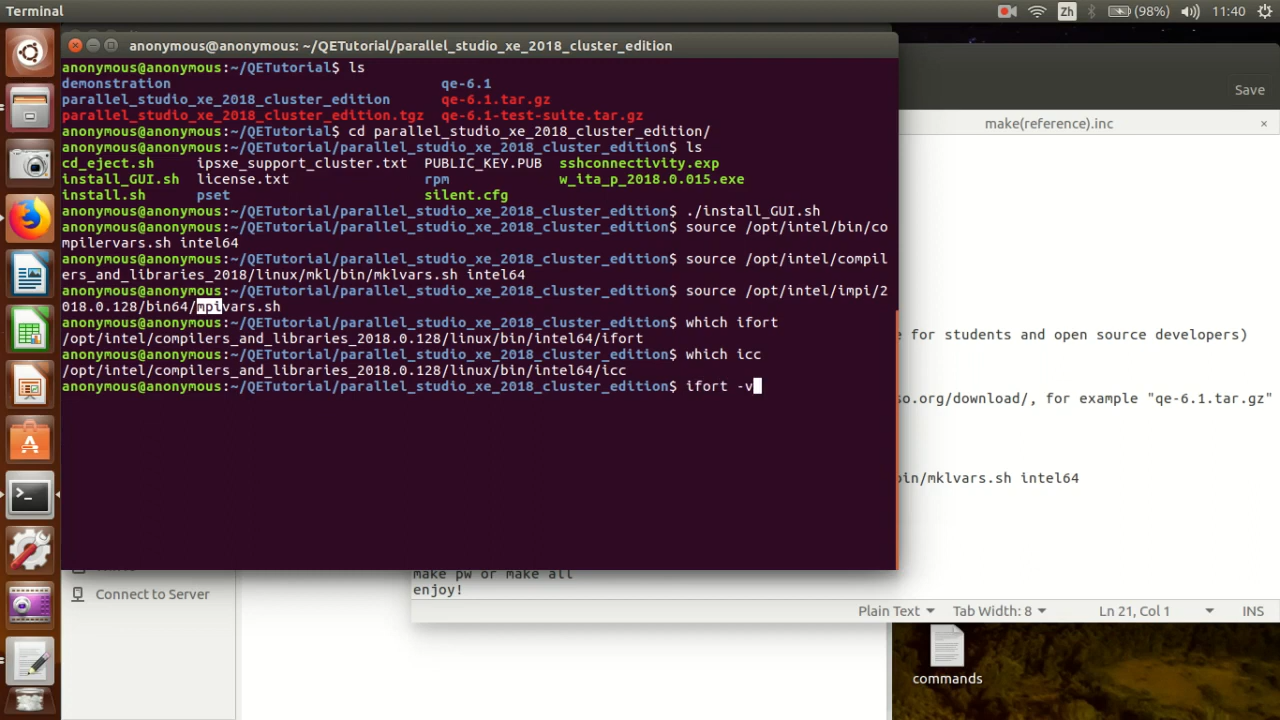 Terminal
Zh
(98%)
11:40
anonymous@anonymous: ~/QETutorial/parallel_studio_xe_2018_cluster_edition
Save
make(reference).inc
×
anonymous@anonymous:~/QETutorial$ ls
demonstration qe-6.1
parallel_studio_xe_2018_cluster_edition qe-6.1.tar.gz
parallel_studio_xe_2018_cluster_edition.tgz qe-6.1-test-suite.tar.gz
anonymous@anonymous:~/QETutorial$ cd parallel_studio_xe_2018_cluster_edition/
anonymous@anonymous:~/QETutorial/parallel_studio_xe_2018_cluster_edition$ ls
cd_eject.sh ipsxe_support_cluster.txt PUBLIC_KEY.PUB sshconnectivity.exp
install_GUI.sh license.txt rpm w_ita_p_2018.0.015.exe
install.sh pset silent.cfg
anonymous@anonymous:~/QETutorial/parallel_studio_xe_2018_cluster_edition$ ./install_GUI.sh
anonymous@anonymous:~/QETutorial/parallel_studio_xe_2018_cluster_edition$ source /opt/intel/bin/co
mpilervars.sh intel64
anonymous@anonymous:~/QETutorial/parallel_studio_xe_2018_cluster_edition$ source /opt/intel/compil
ers_and_libraries_2018/linux/mkl/bin/mklvars.sh intel64
anonymous@anonymous:~/QETutorial/parallel_studio_xe_2018_cluster_edition$ source /opt/intel/impi/2
018.0.128/bin64/mpivars.sh
anonymous@anonymous:~/QETutorial/parallel_studio_xe_2018_cluster_edition$ which ifort
/opt/intel/compilers_and_libraries_2018.0.128/linux/bin/intel64/ifort
anonymous@anonymous:~/QETutorial/parallel_studio_xe_2018_cluster_edition$ which icc
/opt/intel/compilers_and_libraries_2018.0.128/linux/bin/intel64/icc
anonymous@anonymous:~/QETutorial/parallel_studio_xe_2018_cluster_edition$ ifort -v
e for students and open source developers)
so.org/download/, for example "qe-6.1.tar.gz"
bin/mklvars.sh intel64
make pw or make all
enjoy!
Connect to Server
Plain Text Tab Width: 8 Ln 21, Col 1 INS
commands